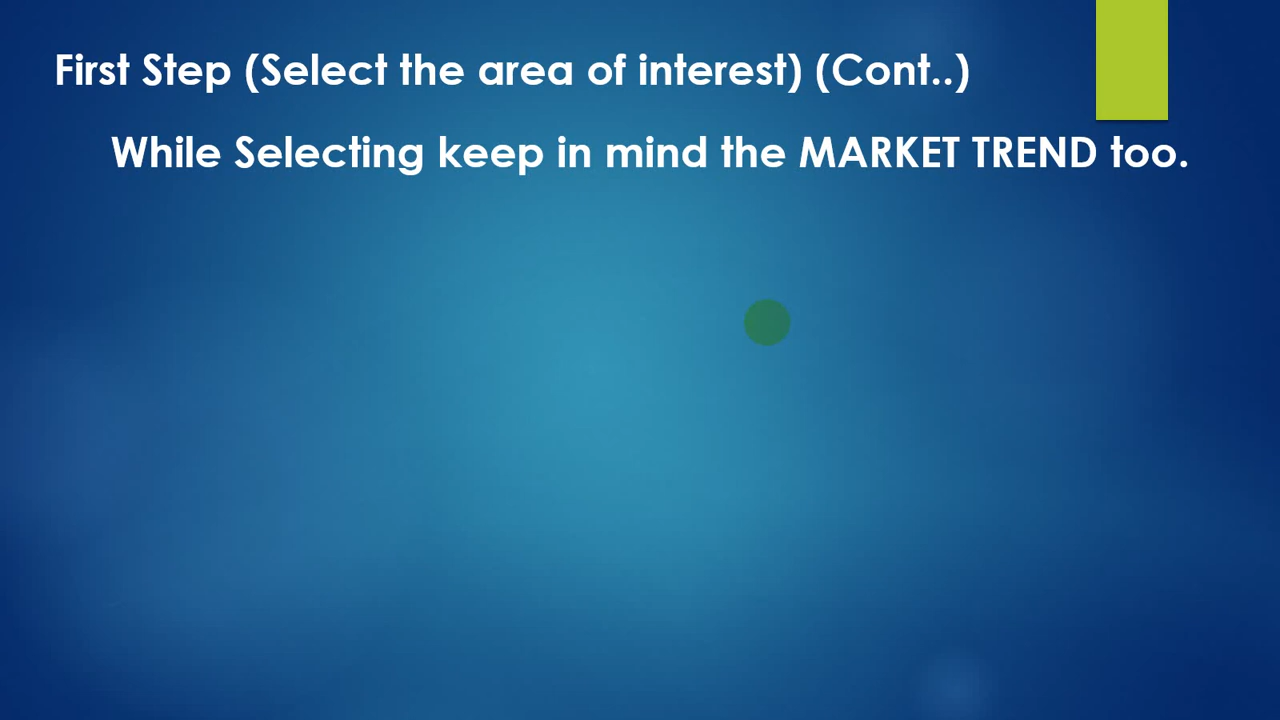 First Step (Select the area of interest) (Cont..)
While Selecting keep in mind the MARKET TREND too.